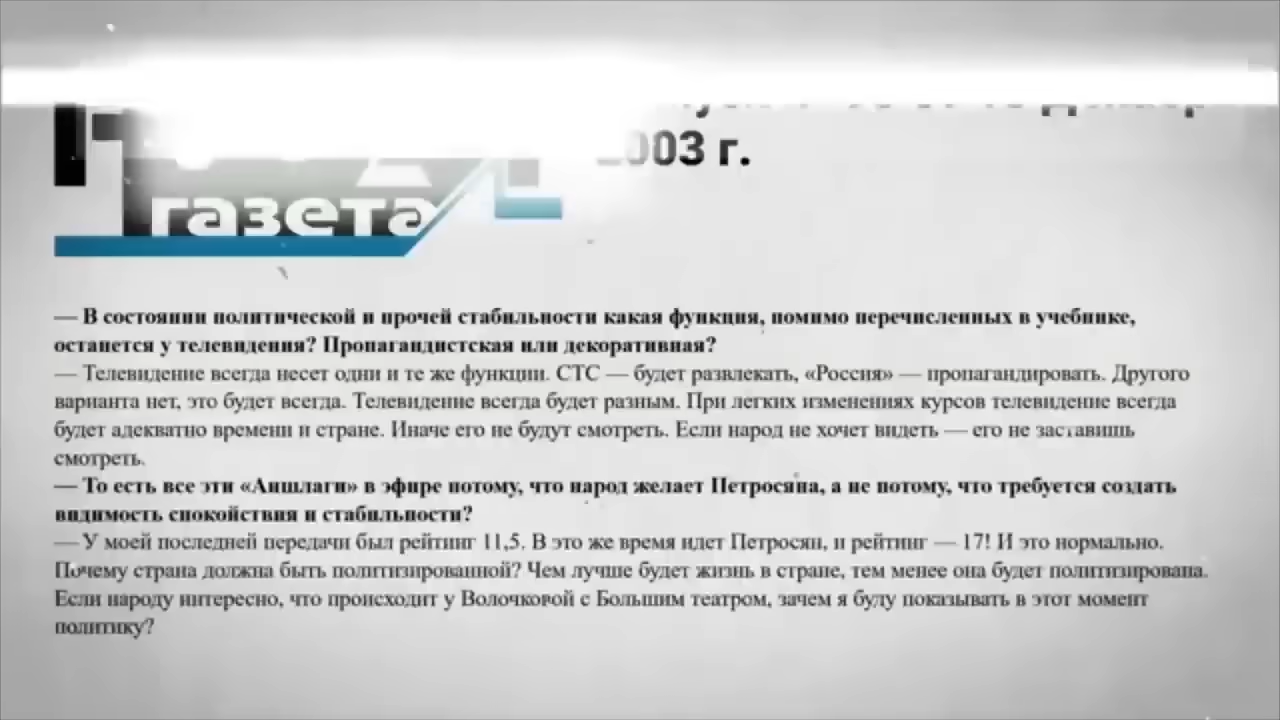 2003 г.
газета
— В состоянии политической и прочей стабильности какая функция, помимо перечисленных в учебнике,
останется у телевидения? Пропагандистская или декоративная?
— Телевидение всегда несет одни и те же функции. СТС — будет развлекать, «Россия» — пропагандировать. Другого
варианта нет, это будет всегда. Телевидение всегда будет разным. При легких изменениях курсов телевидение всегда
будет адекватно времени и стране. Иначе его не будут смотреть. Если народ не хочет видеть — его не заставишь
смотреть.
— То есть все эти «Аншлаги» в эфире потому, что народ желает Петросяна, а не потому, что требуется создать
видимость спокойствия и стабильности?
— У моей последней передачи был рейтинг 11,5. В это же время идет Петросян, и рейтинг — 17! И это нормально.
Почему страна должна быть политизированной? Чем лучше будет жизнь в стране, тем менее она будет политизирована.
Если народу интересно, что происходит у Волочковой с Большим театром, зачем я буду показывать в этот момент
политику?